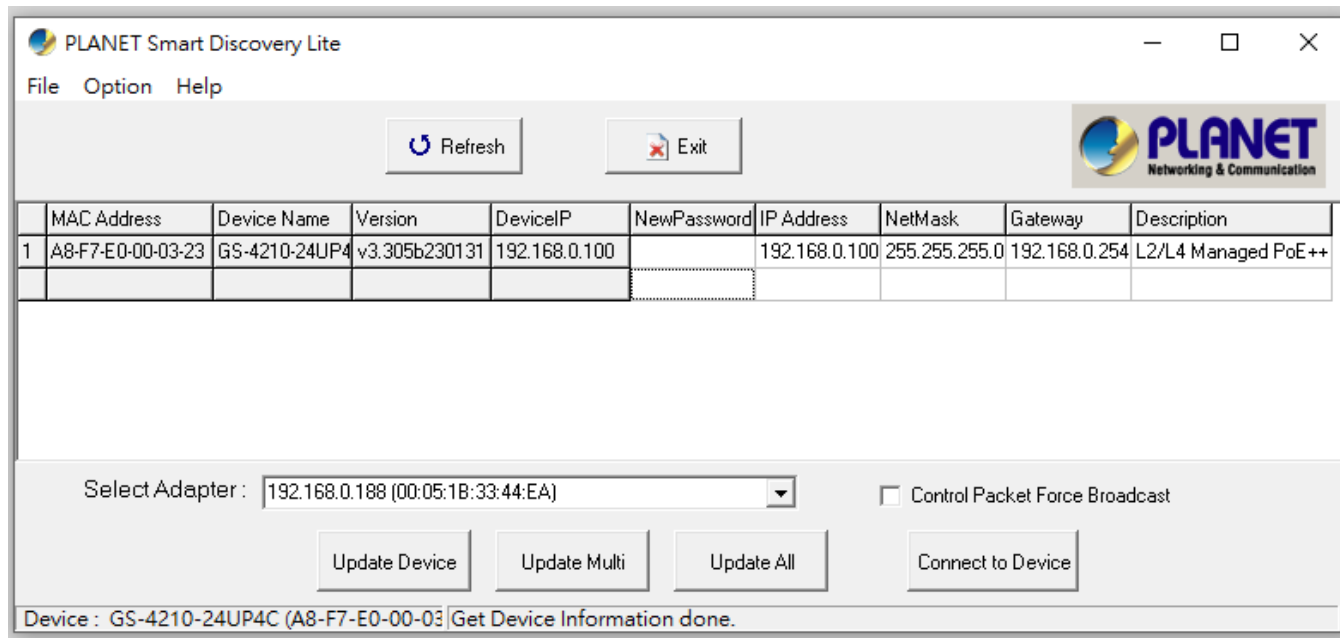 PLANET Smart Discovery Lite
File Option Help
Refresh Exit
PLANET
Networking & Communication
MAC Address Device Name Version DeviceIP NewPassword IP Address NetMask Gateway Description
1 A8-F7-E0-00-03-23 GS-4210-24UP4 v3.305b230131 192.168.0.100 192.168.0.100 255.255.255.0 192.168.0.254 L2/L4 Managed PoE++
Select Adapter : 192.168.0.188 (00:05:1B:33:44:EA) Control Packet Force Broadcast
Update Device Update Multi Update All Connect to Device
Device : GS-4210-24UP4C (A8-F7-E0-00-03 Get Device Information done.